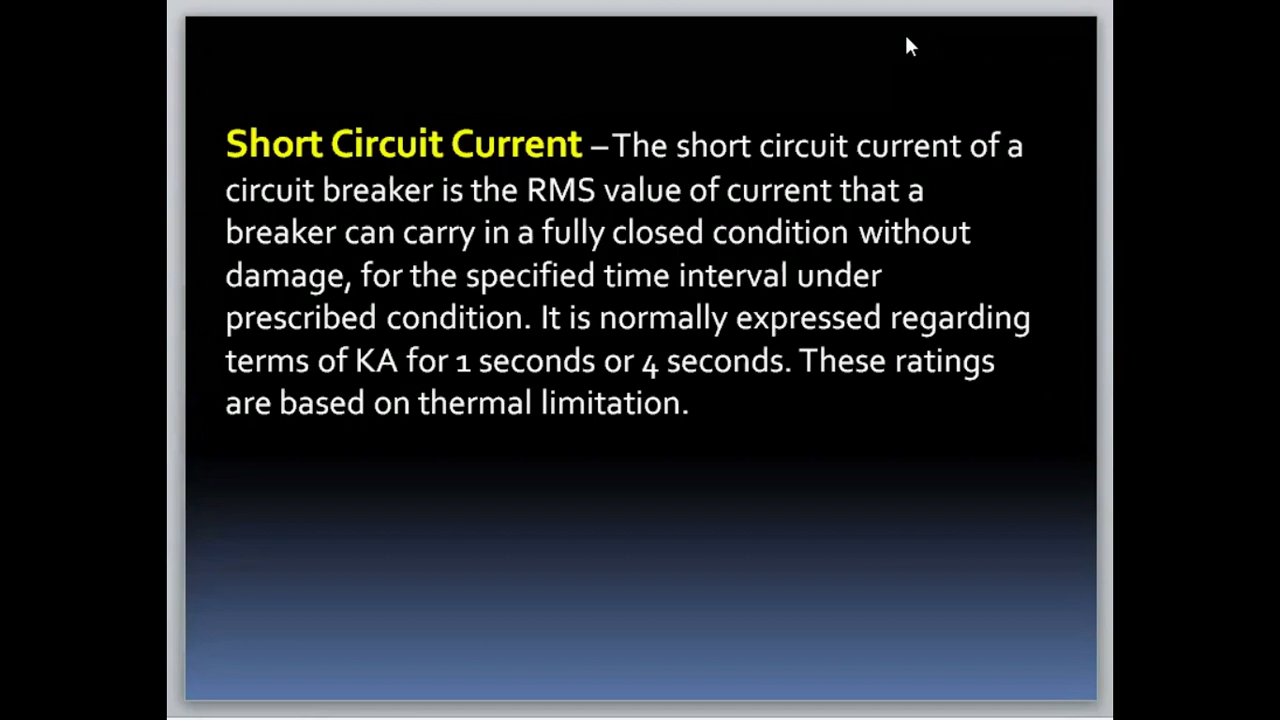 Short Circuit Current – The short circuit current of a
circuit breaker is the RMS value of current that a
breaker can carry in a fully closed condition without
damage, for the specified time interval under
prescribed condition. It is normally expressed regarding
terms of KA for 1 seconds or 4 seconds. These ratings
are based on thermal limitation.